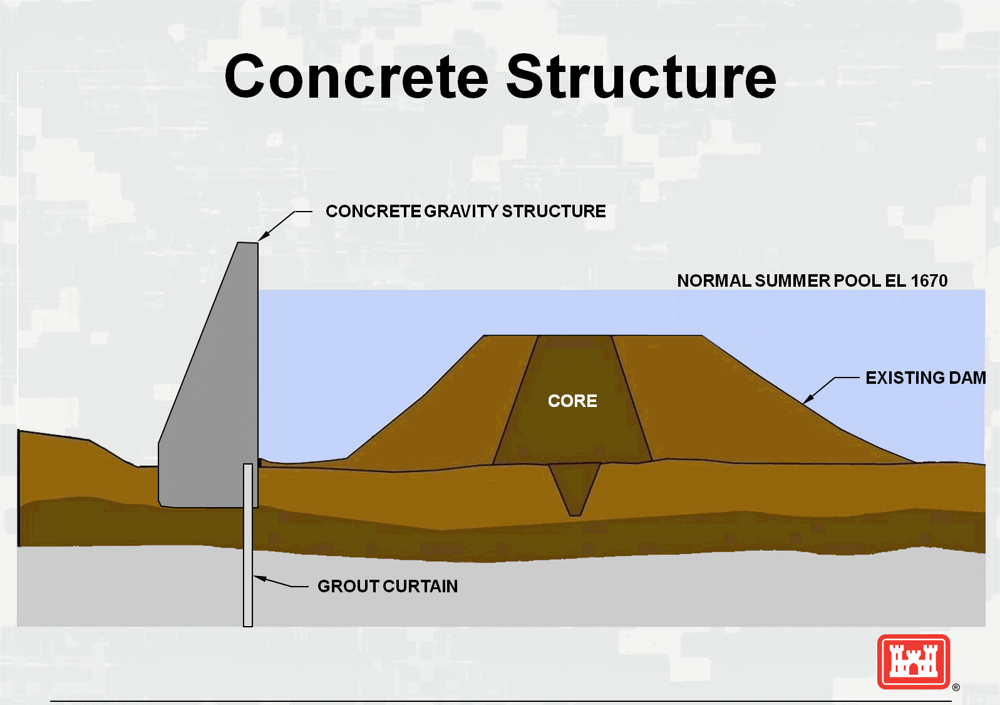 Concrete Structure
CONCRETE GRAVITY STRUCTURE
NORMAL SUMMER POOL EL 1670
EXISTING DAM
CORE
GROUT CURTAIN
®